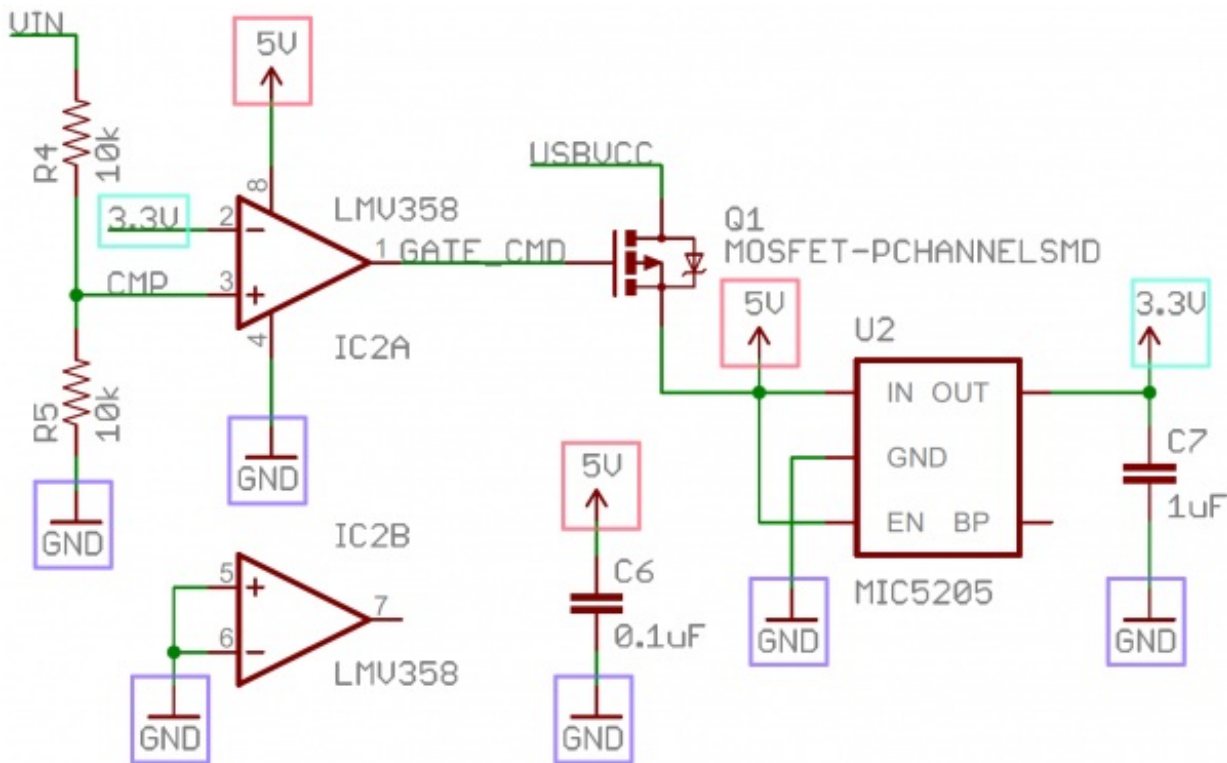 VIN
R4
10k
5V
3.3V
2
-
8
LMV358
1
GATE_CMD
CMP
3
+
4
IC2A
R5
10k
GND
GND
USBVCC
Q1
MOSFET-PCHANNELSMD
5V
U2
3.3V
IN OUT
GND
EN BP
MIC5205
GND
C7
1uF
GND
IC2B
5
+
7
6
-
LMV358
GND
5V
C6
0.1uF
GND